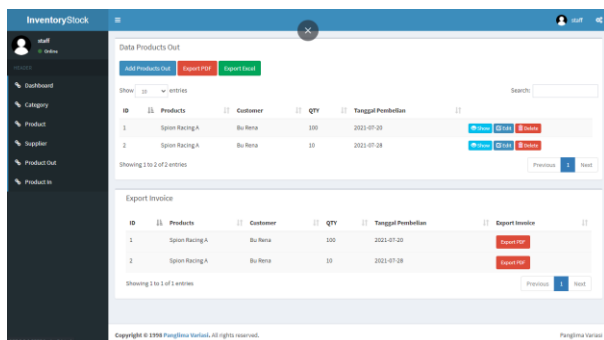 InventoryStock
staff
staff
Online
Dashboard
Category
Product
Supplier
Product Out
Product In
Data Products Out
Add Products Out Export PDF Export Excel
Show 10 entries Search:
ID Products Customer QTY Tanggal Pembelian
1 Spion Racing A Bu Rena 100 2021-07-20 Show Edit Delete
2 Spion Racing A Bu Rena 10 2021-07-28 Show Edit Delete
Showing 1 to 2 of 2 entries Previous 1 Next
Export Invoice
ID Products Customer QTY Tanggal Pembelian Export Invoice
1 Spion Racing A Bu Rena 100 2021-07-20 Export PDF
2 Spion Racing A Bu Rena 10 2021-07-28 Export PDF
Showing 1 to 1 of 1 entries Previous 1 Next
Copyright © 1998 Panglima Variasi. All rights reserved. Panglima Variasi